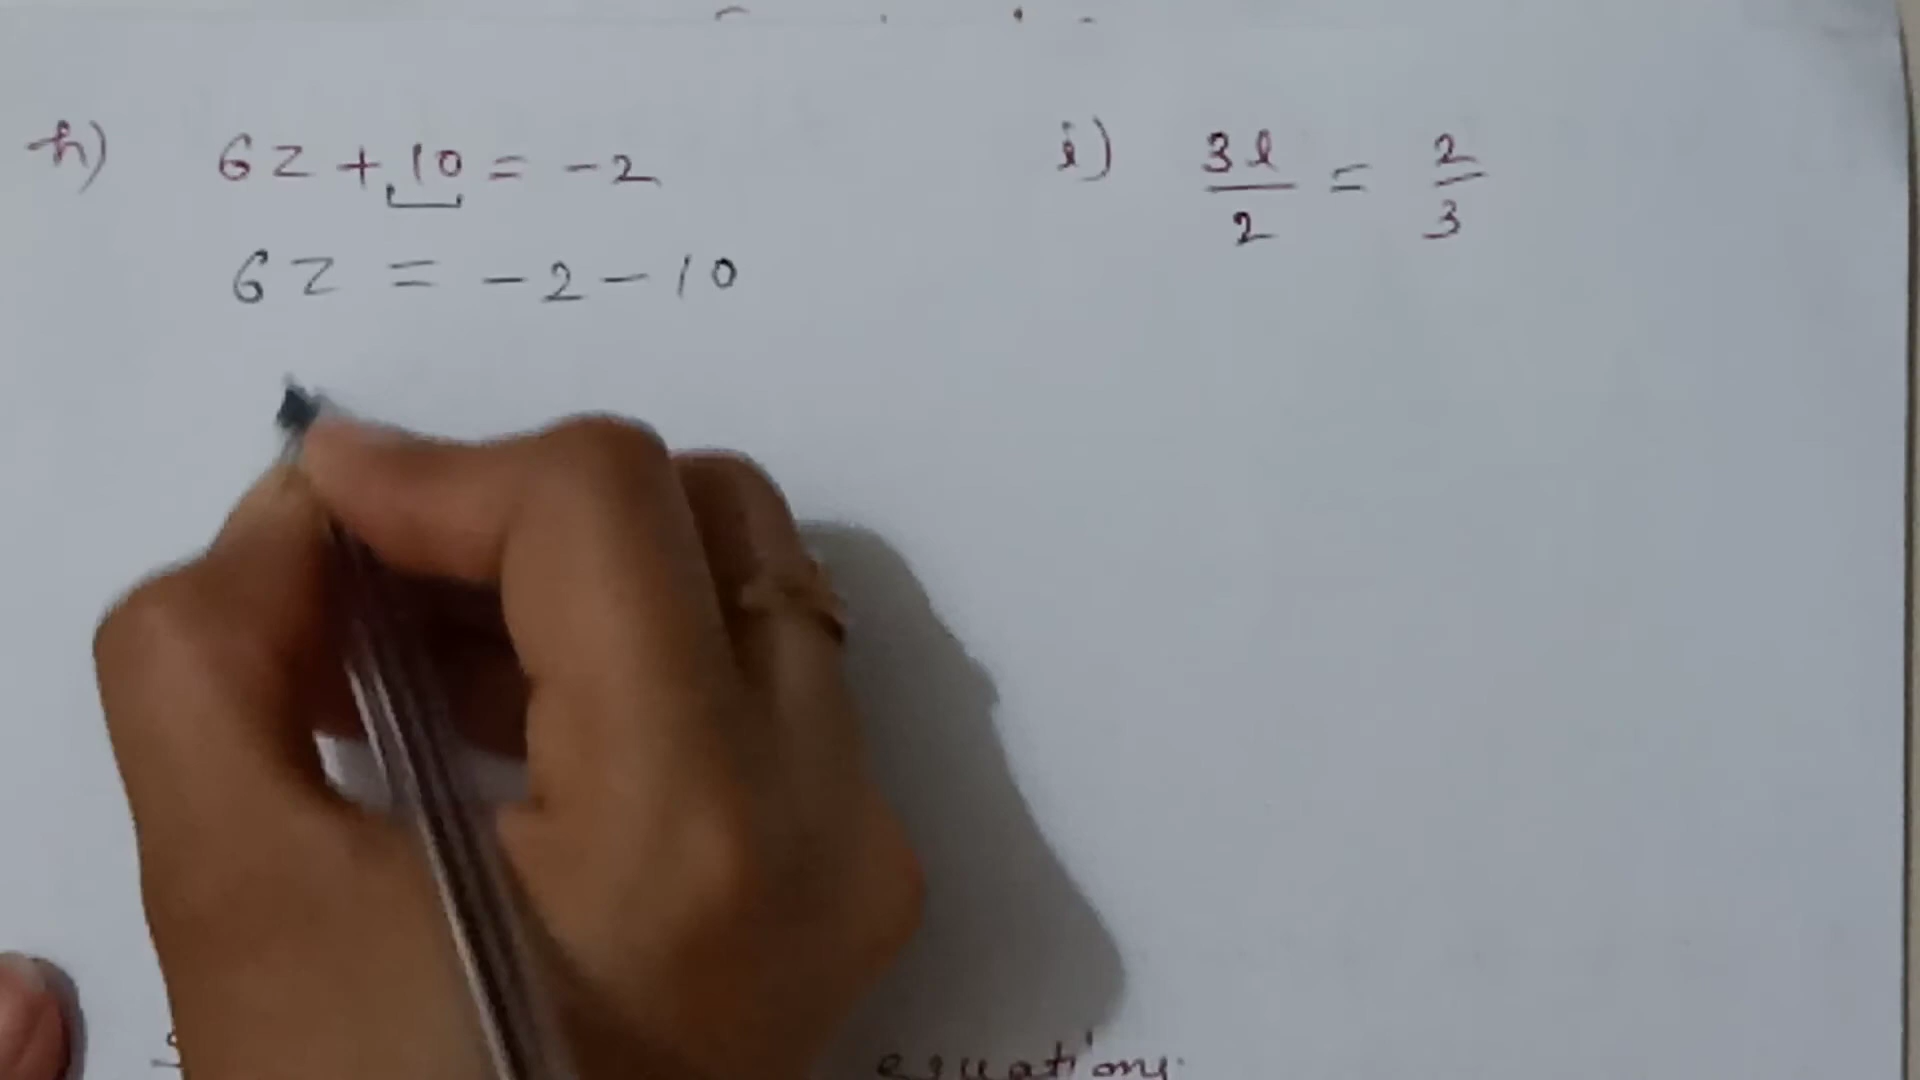 h) 6z + 10 = -2
6z = -2 - 10
i) 3l/2 = 2/3
equations.